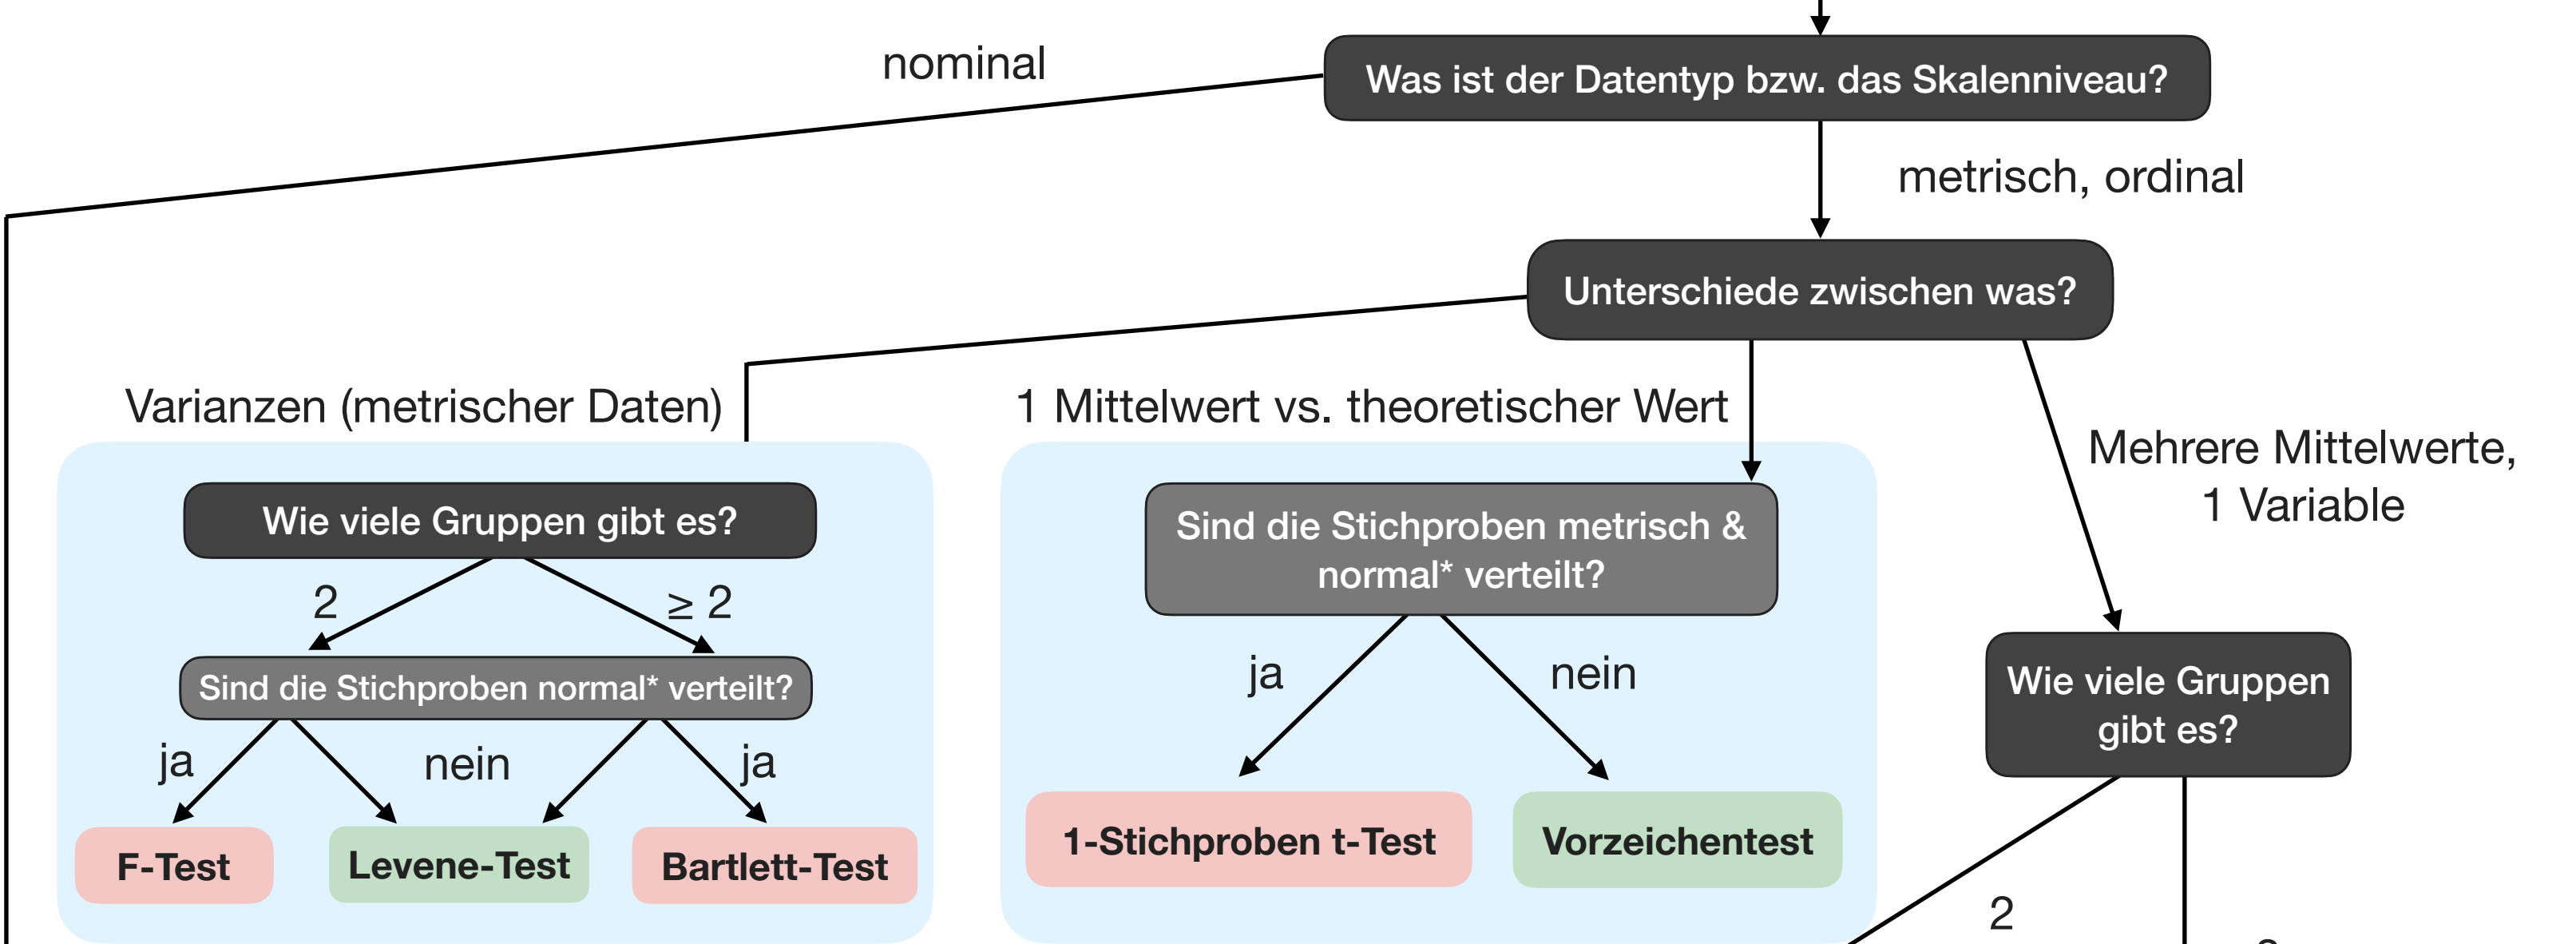 nominal
Was ist der Datentyp bzw. das Skalenniveau?
metrisch, ordinal
Unterschiede zwischen was?
Varianzen (metrischer Daten)
1 Mittelwert vs. theoretischer Wert
Mehrere Mittelwerte,
1 Variable
Wie viele Gruppen gibt es?
2
≥ 2
Sind die Stichproben normal* verteilt?
ja
nein
ja
F-Test
Levene-Test
Bartlett-Test
Sind die Stichproben metrisch &
normal* verteilt?
ja
nein
1-Stichproben t-Test
Vorzeichentest
Wie viele Gruppen
gibt es?
2